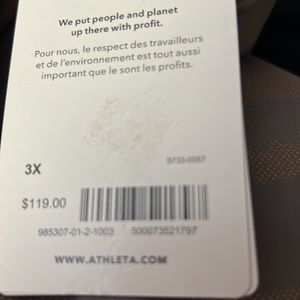 We put people and planet
up there with profit.
Pour nous, le respect des travailleurs
et de l'environnement est tout aussi
important que le sont les profits.
5733-0097
3X
$119.00
985307-01-2-1003 500073521797
WWW.ATHLETA.COM